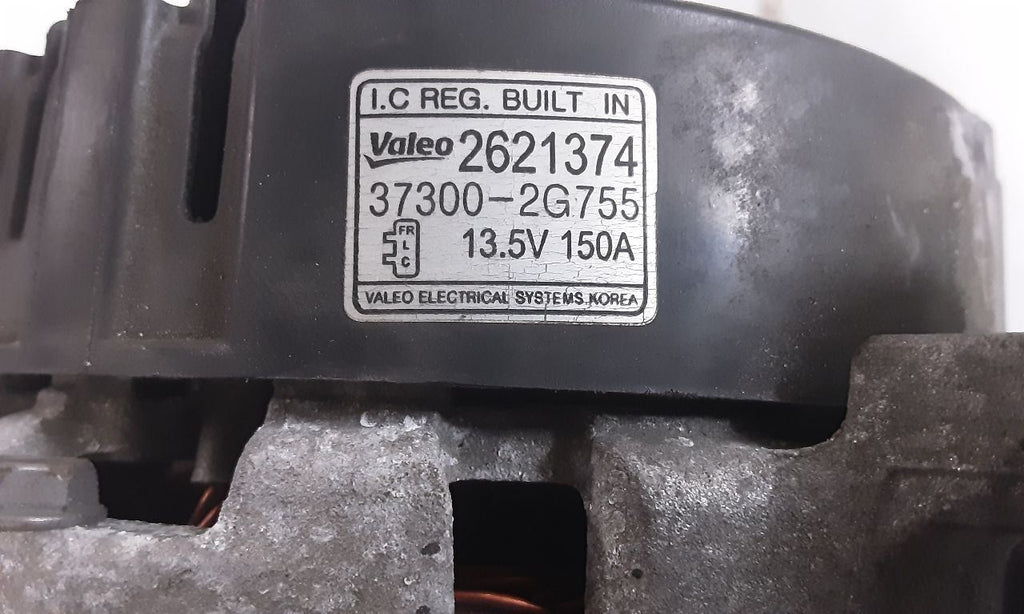 I.C REG. BUILT IN
Valeo 2621374
37300-2G755
FR
L
C
13.5V 150A
VALEO ELECTRICAL SYSTEMS KOREA